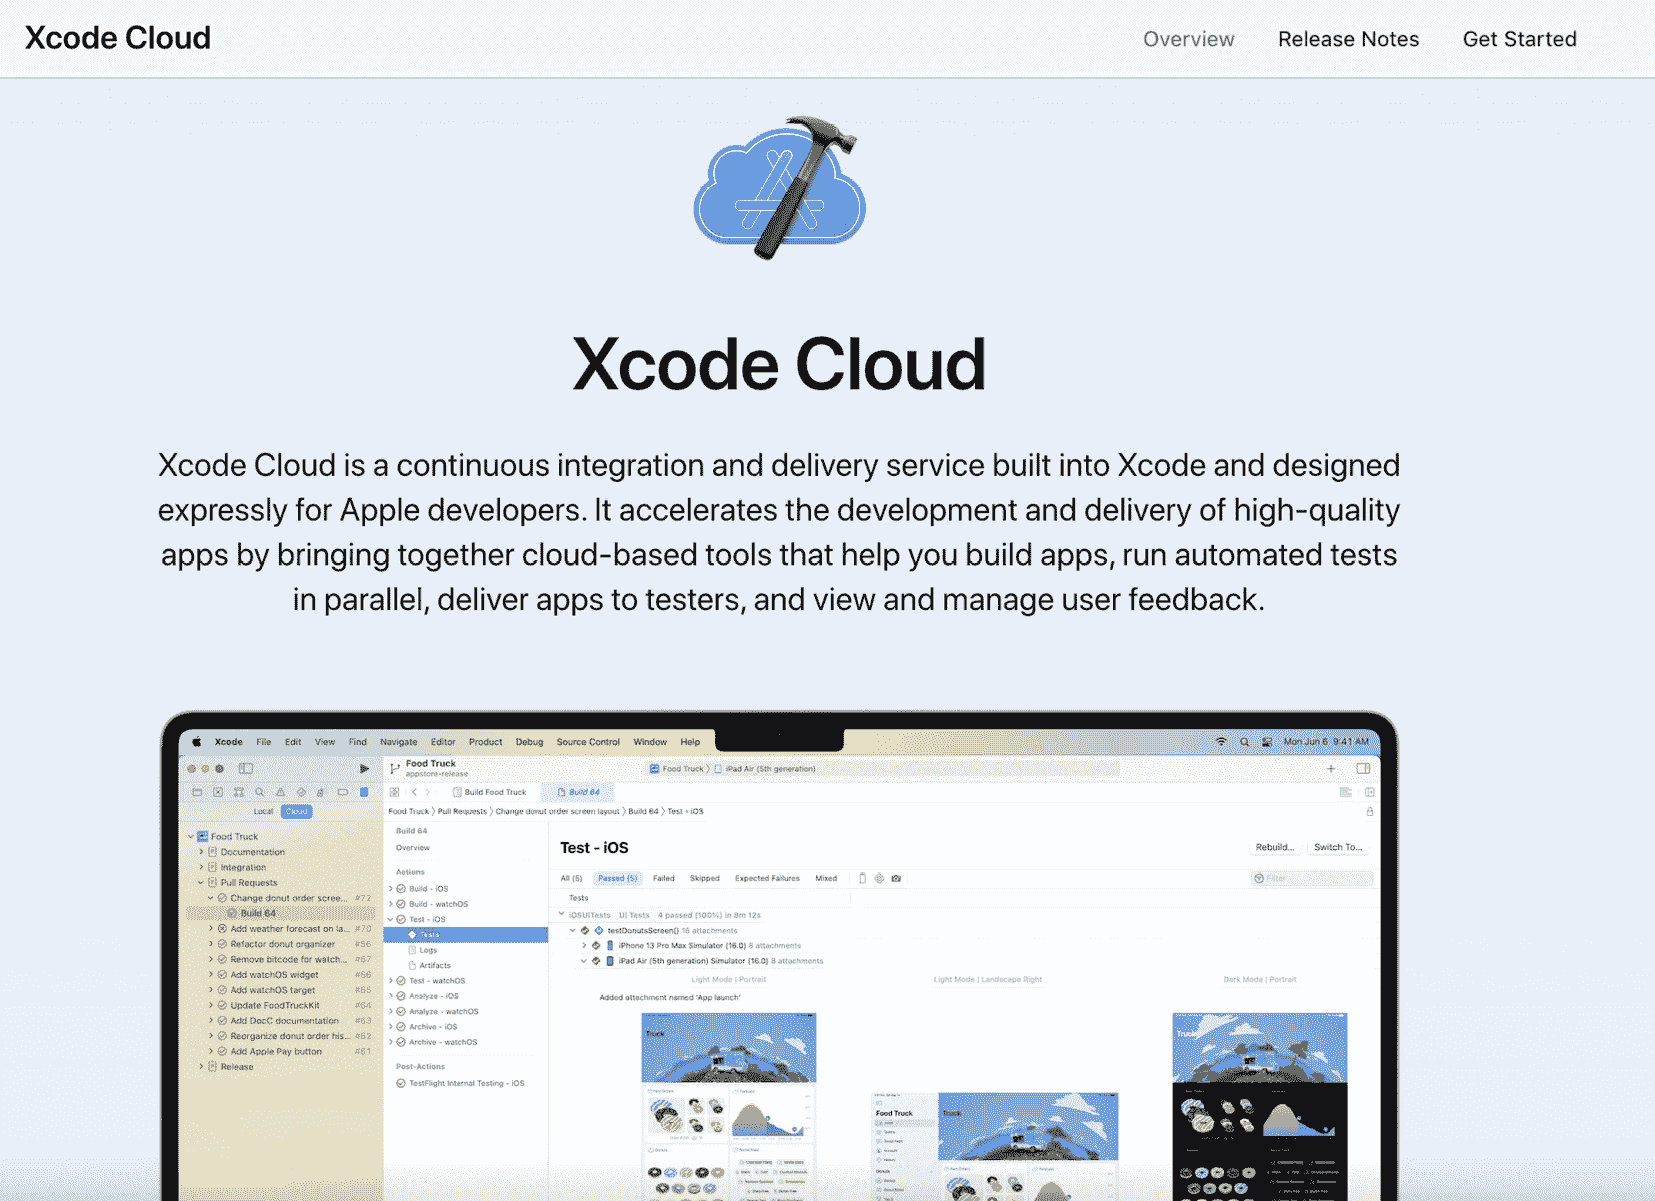 Xcode Cloud
Overview Release Notes Get Started
Xcode Cloud
Xcode Cloud is a continuous integration and delivery service built into Xcode and designed
expressly for Apple developers. It accelerates the development and delivery of high-quality
apps by bringing together cloud-based tools that help you build apps, run automated tests
in parallel, deliver apps to testers, and view and manage user feedback.
Xcode File Edit View Find Navigate Editor Product Debug Source Control Window Help
Mon Jun 6 9:41 AM
Food Truck
appstore-release
Food Truck
iPad Air (5th generation)
Build Food Truck
Build 64
Local Cloud
Food Truck
Pull Requests
Change donut order screen layout
Build 64
Test - iOS
Food Truck
Documentation
Integration
Pull Requests
Change donut order scree... #72
Build 64
Add weather forecast on la... #70
Refactor donut organizer #56
Remove bitcode for watch... #67
Add watchOS widget #66
Add watchOS target #65
Update FoodTruckKit #64
Add DocC documentation #63
Reorganize donut order his... #62
Add Apple Pay button #61
Release
Build 64
Overview
Actions
Build - iOS
Build - watchOS
Test - iOS
Tests
Logs
Artifacts
Test - watchOS
Analyze - iOS
Analyze - watchOS
Archive - iOS
Archive - watchOS
Post-Actions
TestFlight Internal Testing - iOS
Test - iOS
Rebuild... Switch To...
All (5) Passed (5) Failed Skipped Expected Failures Mixed
Filter
Tests
iOSUITests UI Tests 4 passed (100%) in 8m 12s
testDonutsScreen() 16 attachments
iPhone 13 Pro Max Simulator (16.0) 8 attachments
iPad Air (5th generation) Simulator (16.0) 8 attachments
Light Mode | Portrait
Light Mode | Landscape Right
Dark Mode | Portrait
Added attachment named "App launch"
Truck
Truck
Food Truck
Truck